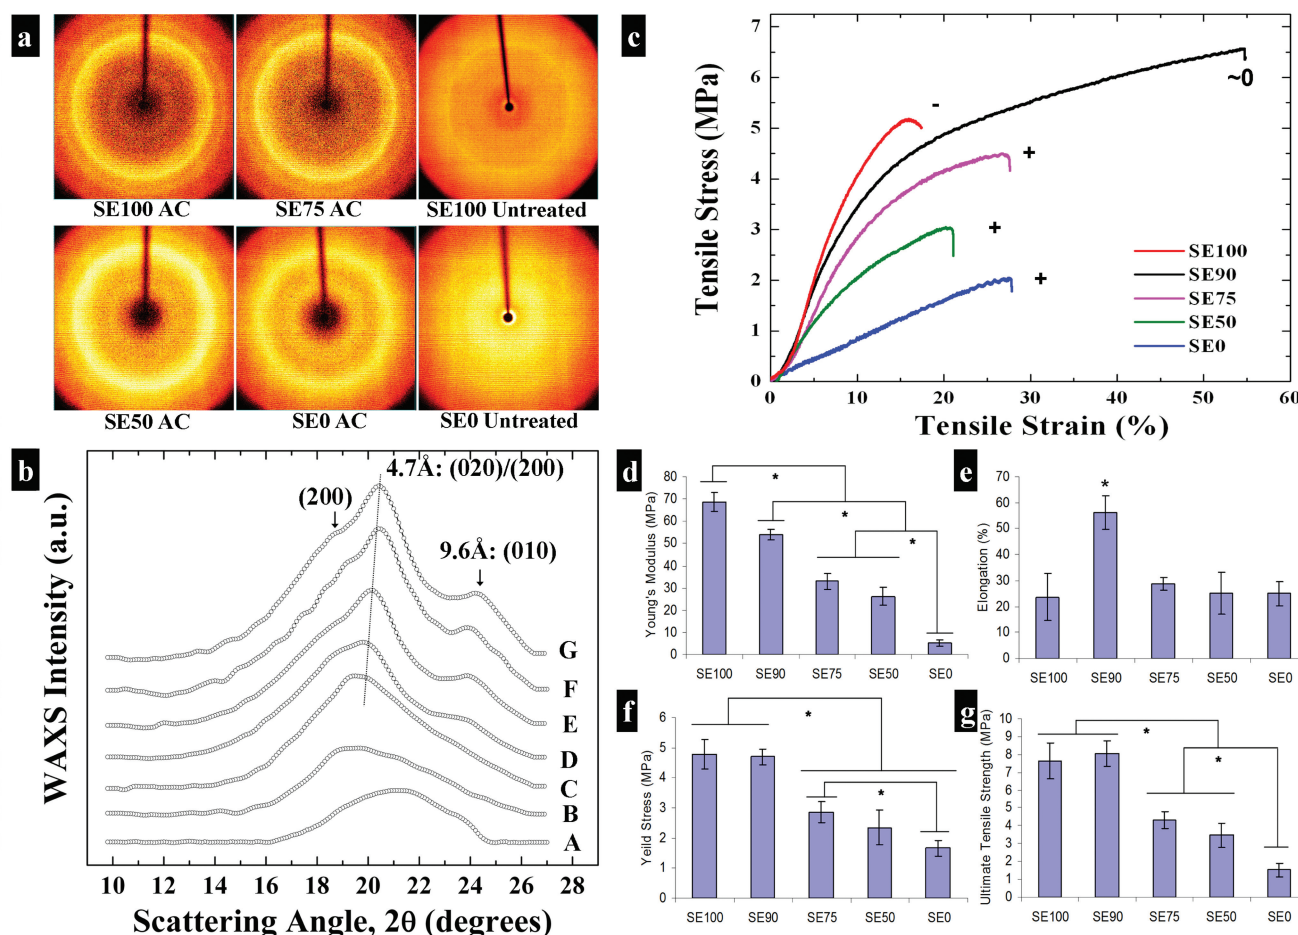 a
SE100 AC
SE75 AC
SE100 Untreated
SE50 AC
SE0 AC
SE0 Untreated
b
4.7Å: (020)/(200)
(200)
9.6Å: (010)
G
F
E
D
C
B
A
WAXS Intensity (a.u.)
10 12 14 16 18 20 22 24 26 28
Scattering Angle, 2θ (degrees)
c
7
6
5
4
3
2
1
0
Tensile Stress (MPa)
~0
-
+
+
+
SE100
SE90
SE75
SE50
SE0
0 10 20 30 40 50 60
Tensile Strain (%)
d
80
70
60
50
40
30
20
10
0
Young's Modulus (MPa)
*
*
*
SE100 SE90 SE75 SE50 SE0
e
70
60
50
40
30
20
10
0
Elongation (%)
*
SE100 SE90 SE75 SE50 SE0
f
6
5
4
3
2
1
0
Yeild Stress (MPa)
*
*
SE100 SE90 SE75 SE50 SE0
g
10
9
8
7
6
5
4
3
2
1
0
Ultimate Tensile Strength (MPa)
*
*
SE100 SE90 SE75 SE50 SE0